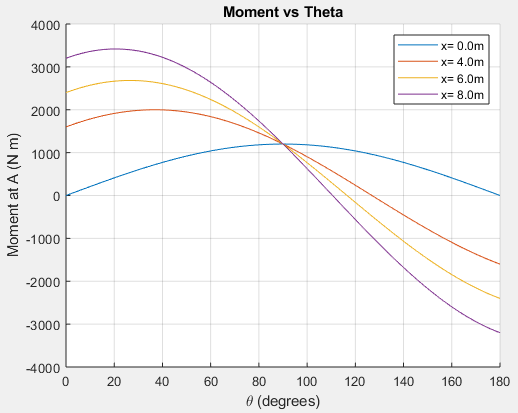 Moment vs Theta
4000
3000
2000
1000
0
-1000
-2000
-3000
-4000
Moment at A (N m)
x= 0.0m
x= 4.0m
x= 6.0m
x= 8.0m
0 20 40 60 80 100 120 140 160 180
θ (degrees)